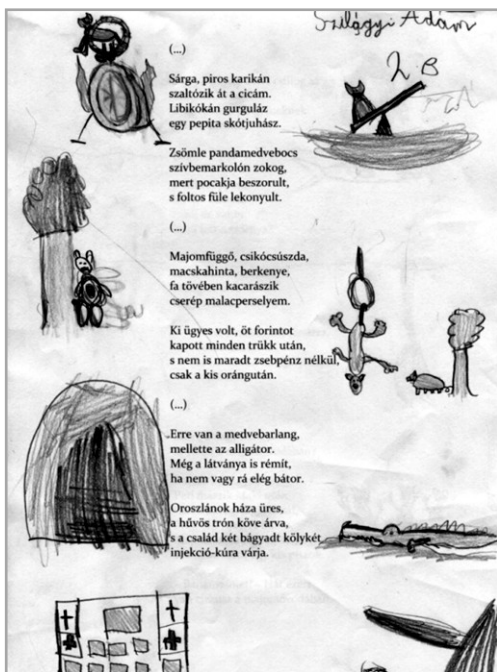 Szilágyi Ádám
2.B
(...)
Sárga, piros karikán
szaltózik át a cicám.
Libikókán gurguláz
egy pepita skótjuhász.
Zsömle pandamedvebocs
szívbemarkolón zokog,
mert pocakja beszorult,
s foltos füle lekonyult.
(...)
Majomfüggő, csikócsúszda,
macskahinta, berkenye,
fa tövében kacarászik
cserép malacperselyem.
Ki ügyes volt, öt forintot
kapott minden trükk után,
s nem is maradt zsebpénz nélkül,
csak a kis orángután.
(...)
Erre van a medvebarlang,
mellette az alligátor.
Még a látványa is rémít,
ha nem vagy rá elég bátor.
Oroszlánok háza üres,
a hűvös trón köve árva,
s a család két bágyadt kölykét
injekció-kúra várja.